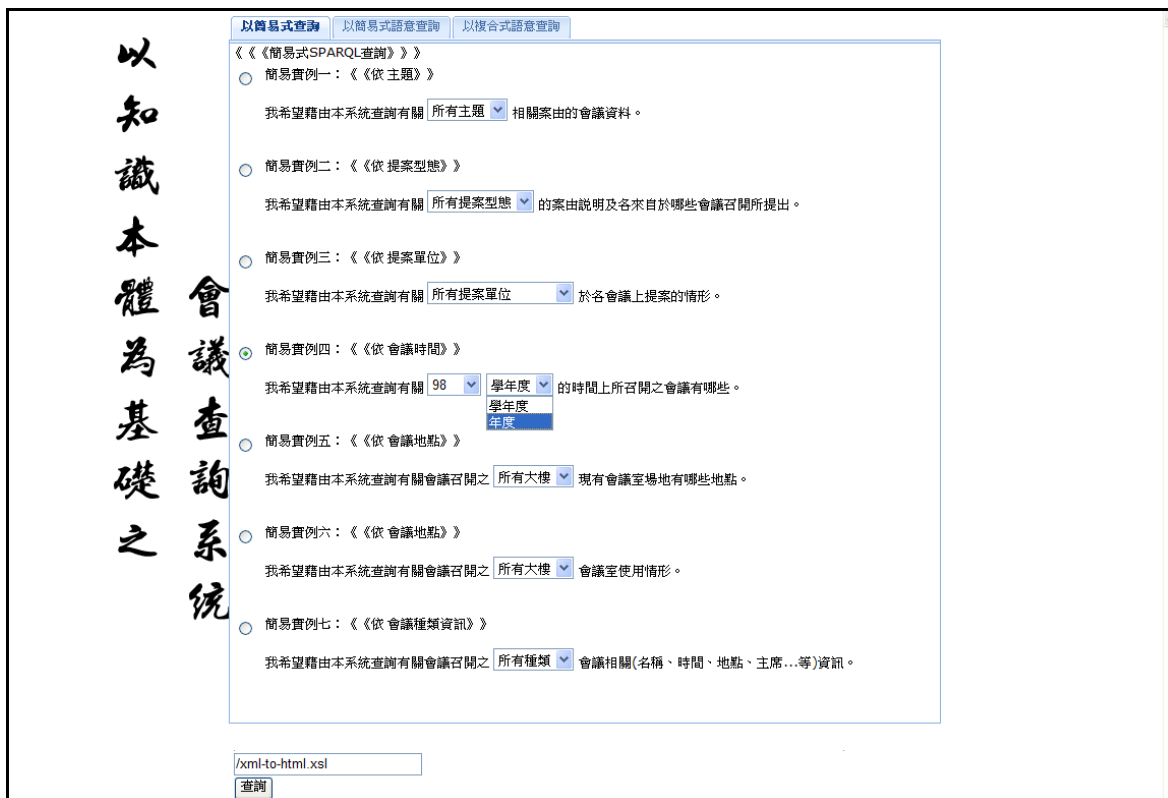 以知識本體為基礎之
會議查詢系統
以簡易式查詢 以簡易式語意查詢 以複合式語意查詢
《《《簡易式SPARQL查詢》》》
簡易實例一：《《依 主題》》
我希望藉由本系統查詢有關 所有主題 相關案由的會議資料。
簡易實例二：《《依 提案型態》》
我希望藉由本系統查詢有關 所有提案型態 的案由說明及各來自於哪些會議召開所提出。
簡易實例三：《《依 提案單位》》
我希望藉由本系統查詢有關 所有提案單位 於各會議上提案的情形。
簡易實例四：《《依 會議時間》》
我希望藉由本系統查詢有關 98 學年度 的時間上所召開之會議有哪些。
學年度
年度
簡易實例五：《《依 會議地點》》
我希望藉由本系統查詢有關會議召開之 所有大樓 現有會議室場地有哪些地點。
簡易實例六：《《依 會議地點》》
我希望藉由本系統查詢有關會議召開之 所有大樓 會議室使用情形。
簡易實例七：《《依 會議種類資訊》》
我希望藉由本系統查詢有關會議召開之 所有種類 會議相關(名稱、時間、地點、主席...等)資訊。
/xml-to-html.xsl
查詢